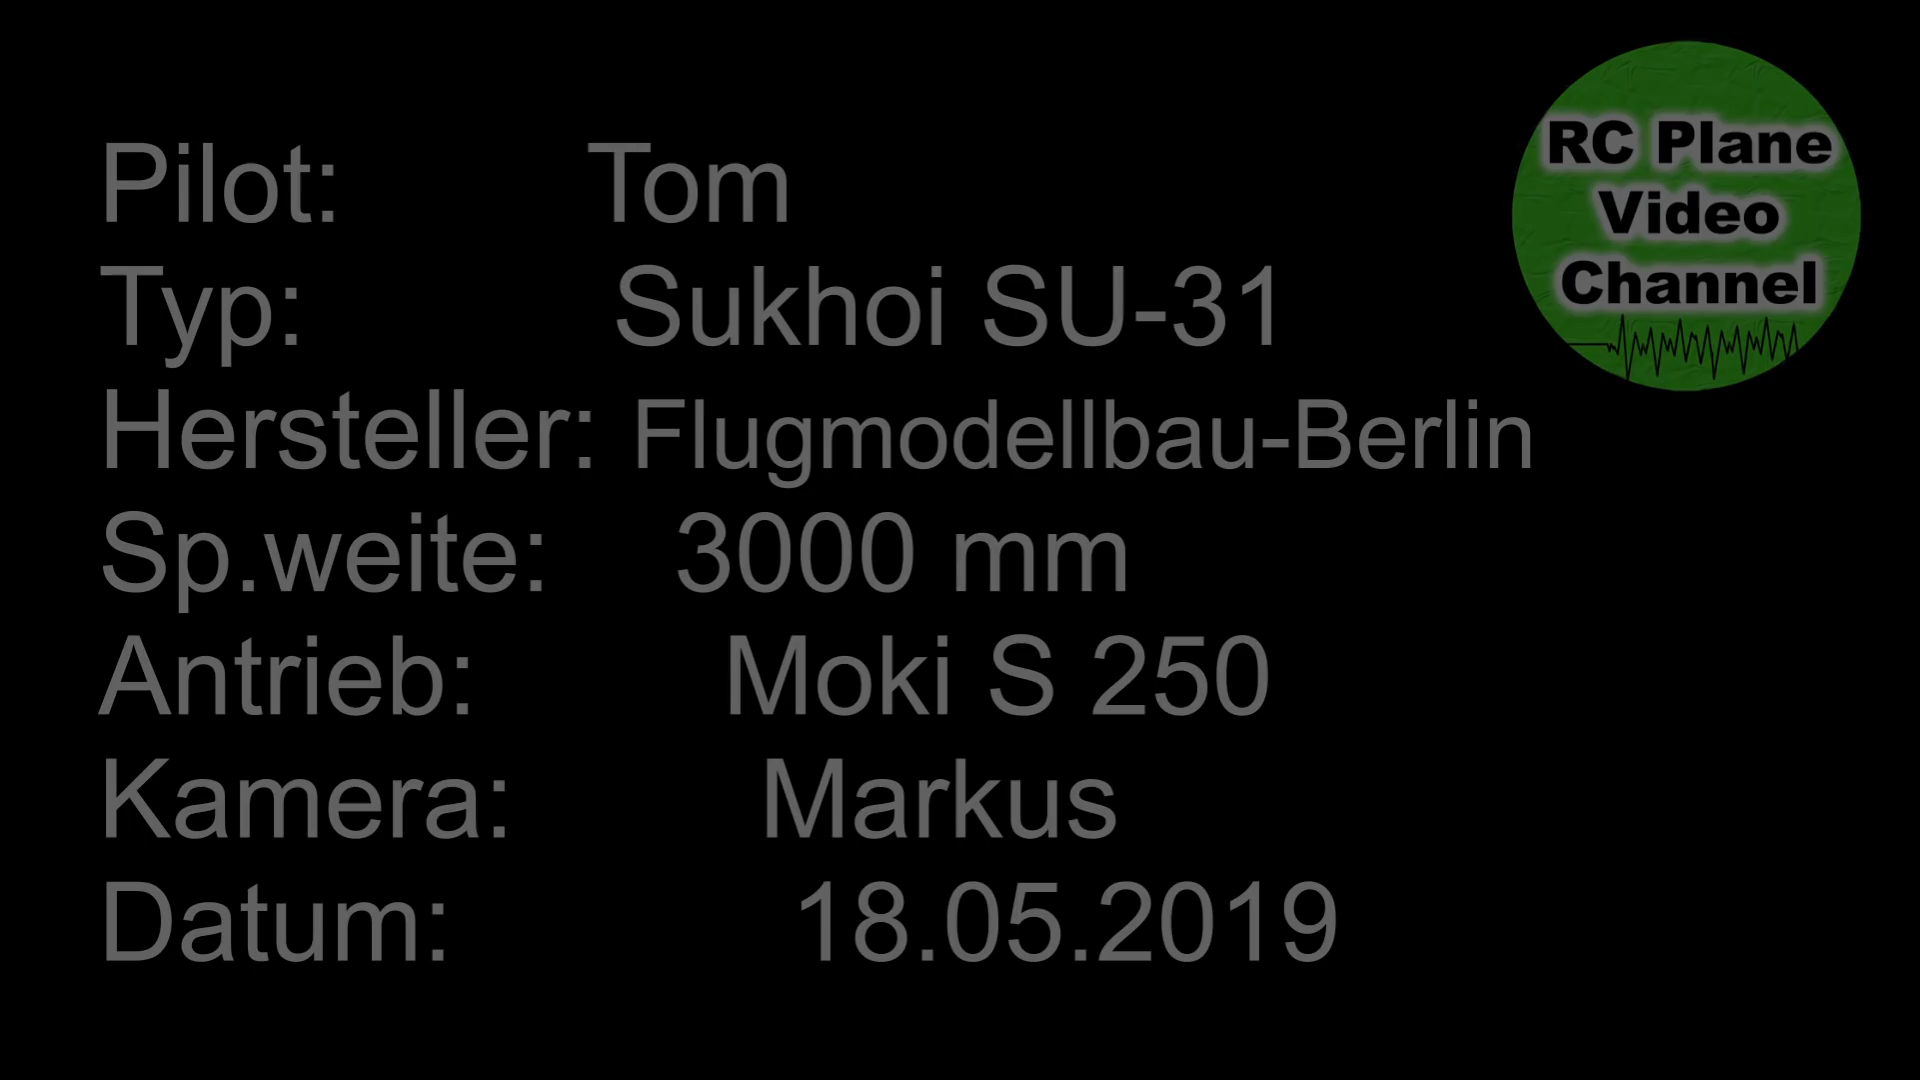 Pilot: Tom
Typ: Sukhoi SU-31
Hersteller: Flugmodellbau-Berlin
Sp.weite: 3000 mm
Antrieb: Moki S 250
Kamera: Markus
Datum: 18.05.2019
RC Plane
Video
Channel